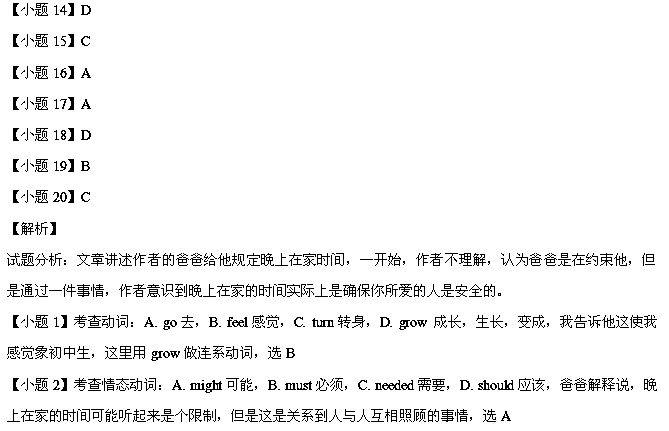 【小题 14】D
【小题 15】C
【小题 16】A
【小题 17】A
【小题 18】D
【小题 19】B
【小题 20】C
【解析】
试题分析：文章讲述作者的爸爸给他规定晚上在家时间，一开始，作者不理解，认为爸爸是在约束他，但
是通过一件事情，作者意识到晚上在家的时间实际上是确保你所爱的人是安全的。
【小题 1】考查动词：A. go 去，B. feel 感觉，C. turn 转身，D. grow 成长，生长，变成，我告诉他这使我
感觉象初中生，这里用 grow 做连系动词，选 B
【小题 2】考查情态动词：A. might 可能，B. must 必须，C. needed 需要，D. should 应该，爸爸解释说，晚
上在家的时间可能听起来是个限制，但是这是关系到人与人互相照顾的事情，选 A